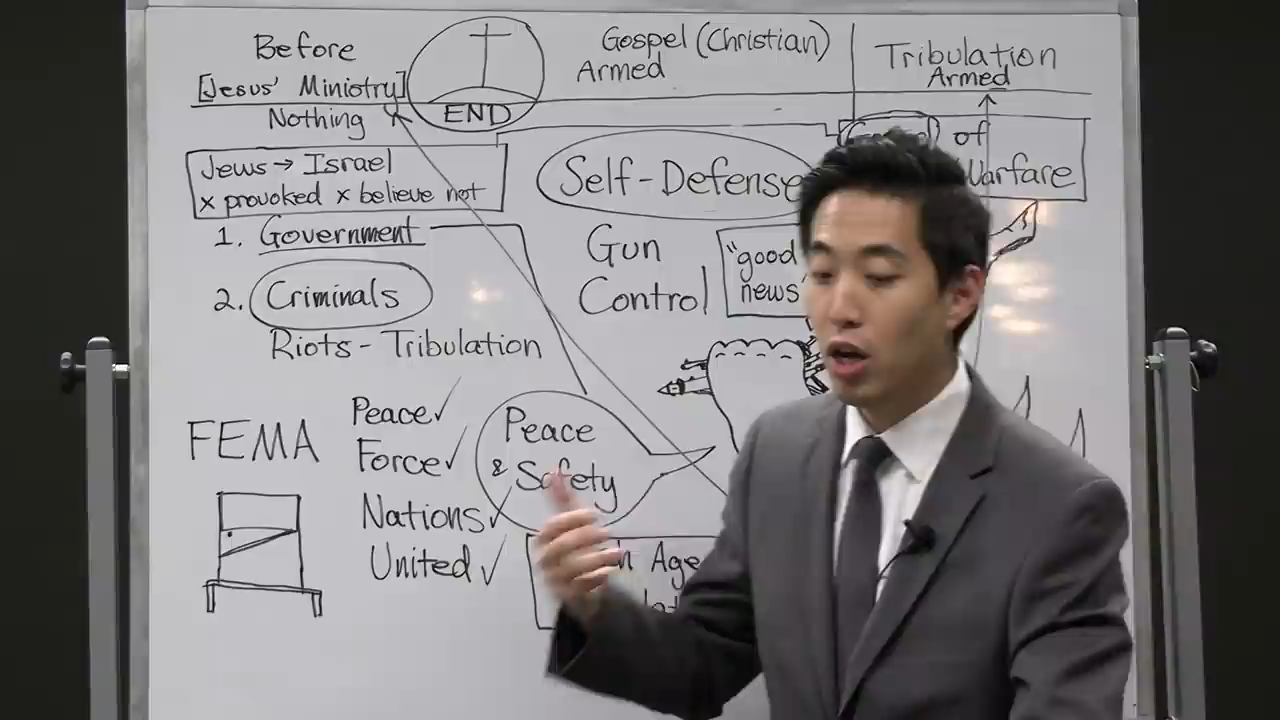 Before
[Jesus' Ministry]
Nothing
END
Gospel (Christian)
Armed
Tribulation
Armed
Jews → Israel
x provoked x believe not
Self-Defense
of
Warfare
1. Government
2. Criminals
Riots - Tribulation
Gun
Control
"good
news"
FEMA
Peace ✓
Force ✓
Nations ✓
United ✓
Peace
& Safety
Age